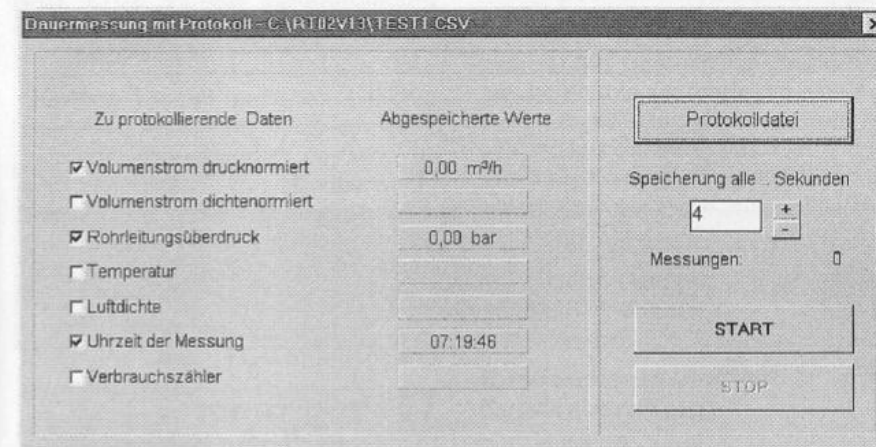 Dauermessung mit Protokoll - C:\RT02V13\TEST1.CSV
Zu protokollierende Daten
Abgespeicherte Werte
Volumenstrom drucknormiert
0,00 m³/h
Volumenstrom dichtenormiert
Rohrleitungsüberdruck
0,00 bar
Temperatur
Luftdichte
Uhrzeit der Messung
07:19:46
Verbrauchszähler
Protokolldatei
Speicherung alle .. Sekunden
4
+
-
Messungen:
0
START
STOP